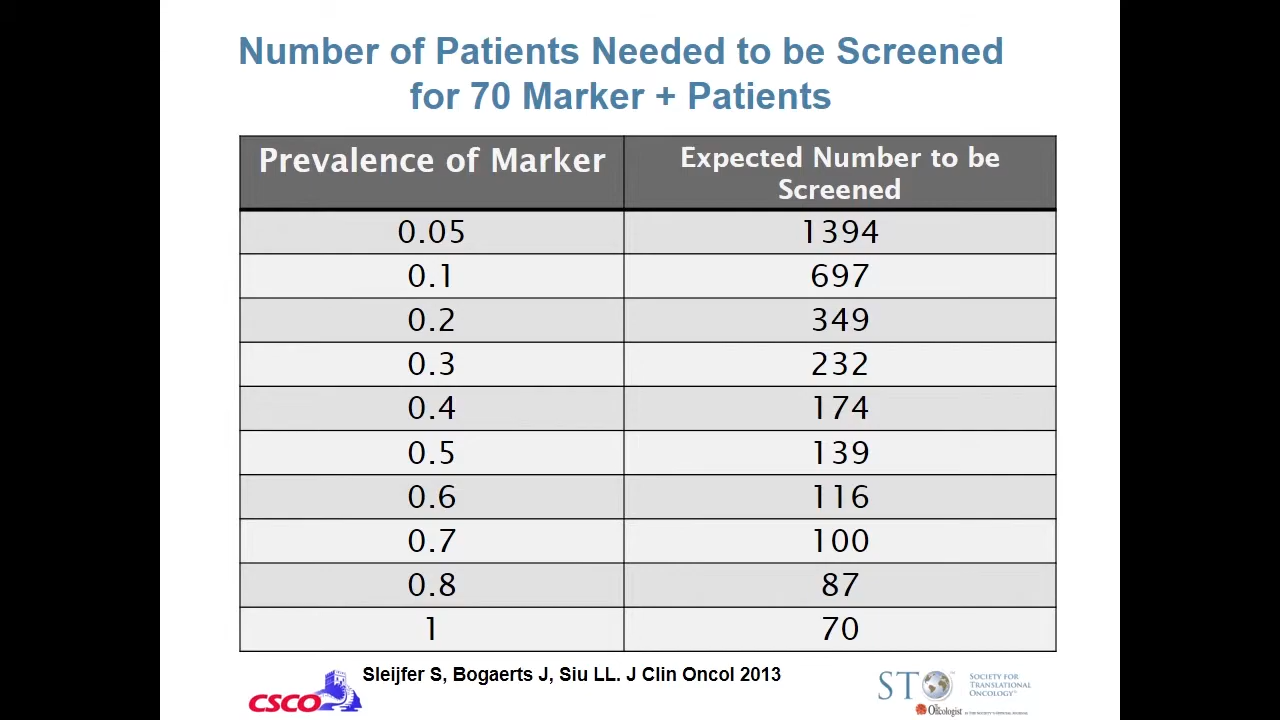 Number of Patients Needed to be Screened
for 70 Marker + Patients
Prevalence of Marker
Expected Number to be
Screened
0.05 1394
0.1 697
0.2 349
0.3 232
0.4 174
0.5 139
0.6 116
0.7 100
0.8 87
1 70
Sleijfer S, Bogaerts J, Siu LL. J Clin Oncol 2013
CSCO
STO
SOCIETY FOR
TRANSLATIONAL
ONCOLOGY
The Oncologist